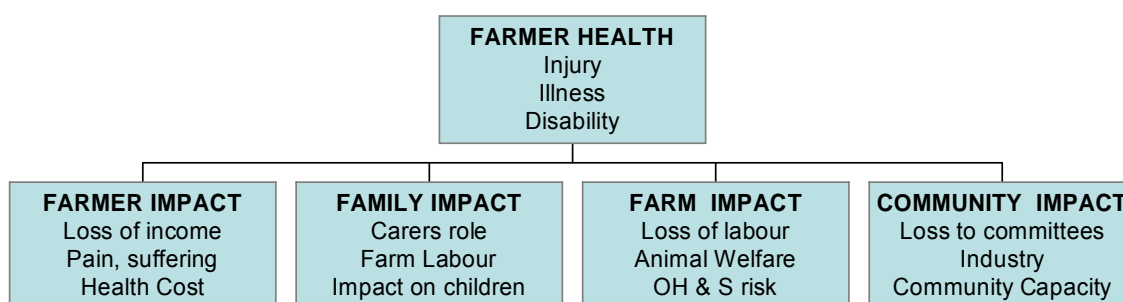 FARMER HEALTH
Injury
Illness
Disability
FARMER IMPACT
Loss of income
Pain, suffering
Health Cost
FAMILY IMPACT
Carers role
Farm Labour
Impact on children
FARM IMPACT
Loss of labour
Animal Welfare
OH & S risk
COMMUNITY IMPACT
Loss to committees
Industry
Community Capacity